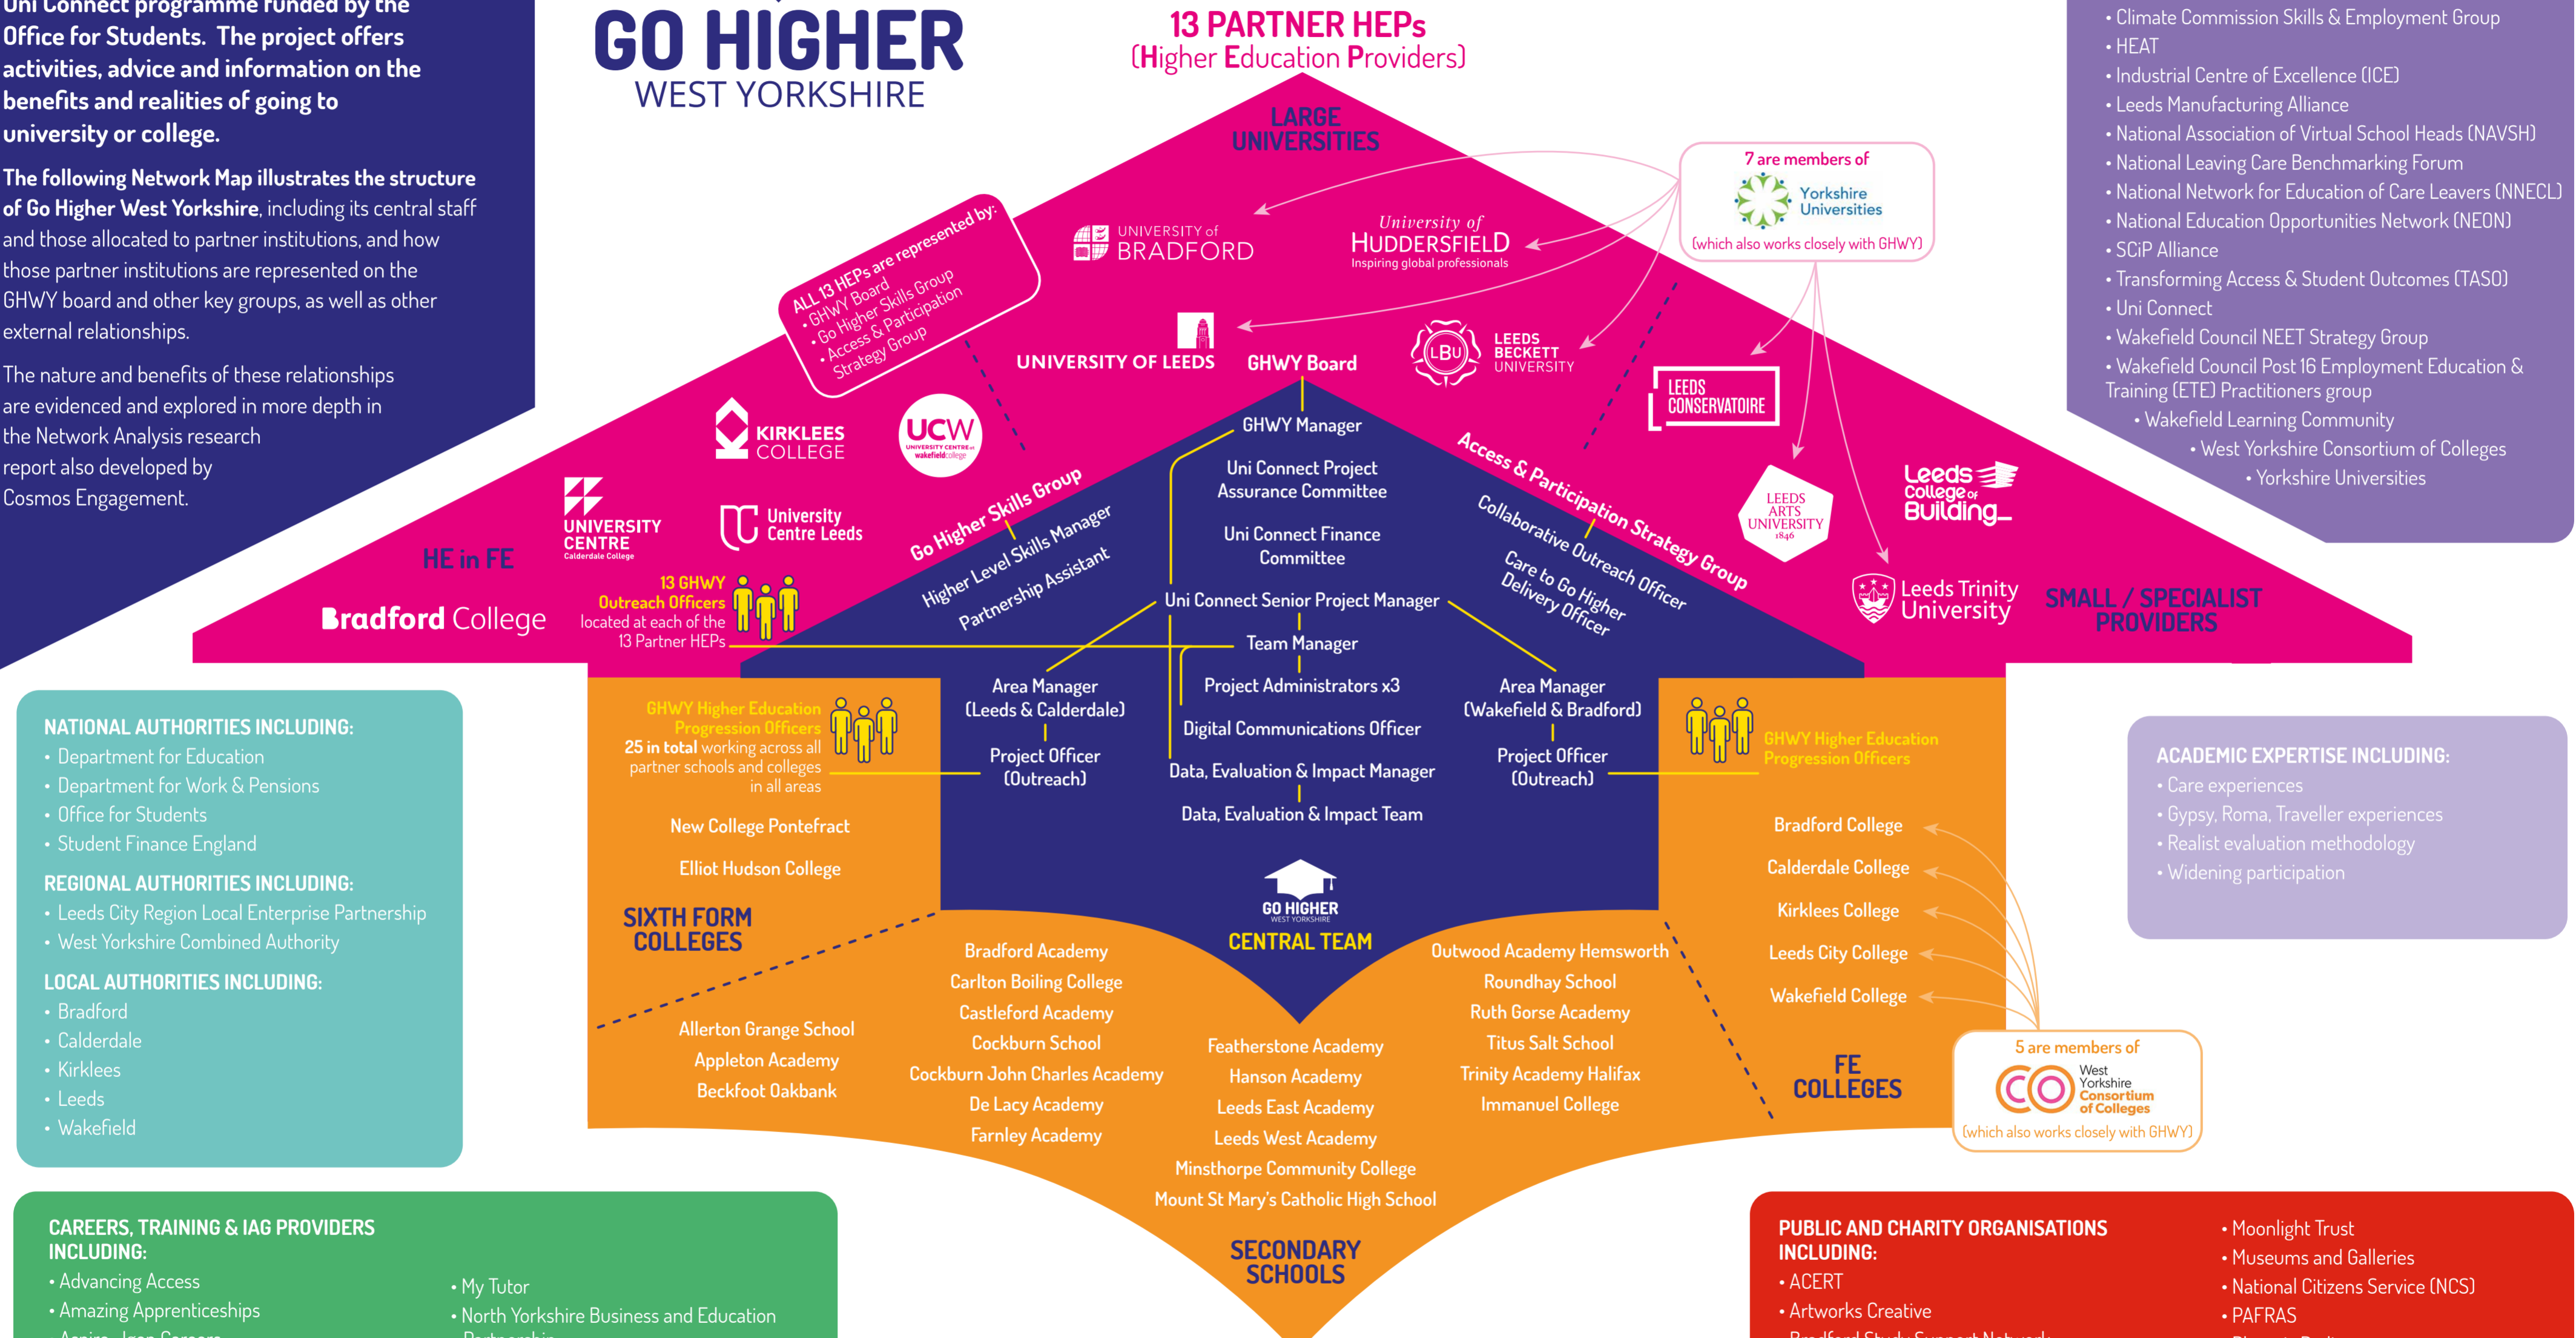 Uni Connect programme funded by the
Office for Students. The project offers
activities, advice and information on the
benefits and realities of going to
university or college.
The following Network Map illustrates the structure
of Go Higher West Yorkshire, including its central staff
and those allocated to partner institutions, and how
those partner institutions are represented on the
GHWY board and other key groups, as well as other
external relationships.
The nature and benefits of these relationships
are evidenced and explored in more depth in
the Network Analysis research
report also developed by
Cosmos Engagement.
GO HIGHER
WEST YORKSHIRE
13 PARTNER HEPs
(Higher Education Providers)
LARGE
UNIVERSITIES
7 are members of
Yorkshire
Universities
(which also works closely with GHWY)
ALL 13 HEPs are represented by:
• GHWY Board
• Go Higher Skills Group
• Access & Participation
Strategy Group
UNIVERSITY of
BRADFORD
University of
HUDDERSFIELD
Inspiring global professionals
UNIVERSITY OF LEEDS
LBU
LEEDS
BECKETT
UNIVERSITY
GHWY Board
KIRKLEES
COLLEGE
UCW
UNIVERSITY CENTRE at
wakefieldcollege
UNIVERSITY
CENTRE
Calderdale College
University
Centre Leeds
HE in FE
Bradford College
LEEDS
CONSERVATOIRE
LEEDS
ARTS
UNIVERSITY
1846
Leeds
College of
Building
Leeds Trinity
University
SMALL / SPECIALIST
PROVIDERS
13 GHWY
Outreach Officers
located at each of the
13 Partner HEPs
Go Higher Skills Group
Higher Level Skills Manager
Partnership Assistant
Access & Participation Strategy Group
Collaborative Outreach Officer
Care to Go Higher
Delivery Officer
GHWY Manager
Uni Connect Project
Assurance Committee
Uni Connect Finance
Committee
Uni Connect Senior Project Manager
Team Manager
Project Administrators x3
Digital Communications Officer
Data, Evaluation & Impact Manager
Data, Evaluation & Impact Team
Area Manager
(Leeds & Calderdale)
Project Officer
(Outreach)
Area Manager
(Wakefield & Bradford)
Project Officer
(Outreach)
GO HIGHER
WEST YORKSHIRE
CENTRAL TEAM
GHWY Higher Education
Progression Officers
25 in total working across all
partner schools and colleges
in all areas
New College Pontefract
Elliot Hudson College
SIXTH FORM
COLLEGES
Allerton Grange School
Appleton Academy
Beckfoot Oakbank
Bradford Academy
Carlton Boiling College
Castleford Academy
Cockburn School
Cockburn John Charles Academy
De Lacy Academy
Farnley Academy
Featherstone Academy
Hanson Academy
Leeds East Academy
Leeds West Academy
Minsthorpe Community College
Mount St Mary's Catholic High School
Outwood Academy Hemsworth
Roundhay School
Ruth Gorse Academy
Titus Salt School
Trinity Academy Halifax
Immanuel College
SECONDARY
SCHOOLS
GHWY Higher Education
Progression Officers
Bradford College
Calderdale College
Kirklees College
Leeds City College
Wakefield College
FE
COLLEGES
5 are members of
CO
West
Yorkshire
Consortium
of Colleges
(which also works closely with GHWY)
• Climate Commission Skills & Employment Group
• HEAT
• Industrial Centre of Excellence (ICE)
• Leeds Manufacturing Alliance
• National Association of Virtual School Heads (NAVSH)
• National Leaving Care Benchmarking Forum
• National Network for Education of Care Leavers (NNECL)
• National Education Opportunities Network (NEON)
• SCiP Alliance
• Transforming Access & Student Outcomes (TASO)
• Uni Connect
• Wakefield Council NEET Strategy Group
• Wakefield Council Post 16 Employment Education &
Training (ETE) Practitioners group
• Wakefield Learning Community
• West Yorkshire Consortium of Colleges
• Yorkshire Universities
NATIONAL AUTHORITIES INCLUDING:
• Department for Education
• Department for Work & Pensions
• Office for Students
• Student Finance England
REGIONAL AUTHORITIES INCLUDING:
• Leeds City Region Local Enterprise Partnership
• West Yorkshire Combined Authority
LOCAL AUTHORITIES INCLUDING:
• Bradford
• Calderdale
• Kirklees
• Leeds
• Wakefield
ACADEMIC EXPERTISE INCLUDING:
• Care experiences
• Gypsy, Roma, Traveller experiences
• Realist evaluation methodology
• Widening participation
CAREERS, TRAINING & IAG PROVIDERS
INCLUDING:
• Advancing Access
• Amazing Apprenticeships
• My Tutor
• North Yorkshire Business and Education
PUBLIC AND CHARITY ORGANISATIONS
INCLUDING:
• ACERT
• Artworks Creative
• Moonlight Trust
• Museums and Galleries
• National Citizens Service (NCS)
• PAFRAS